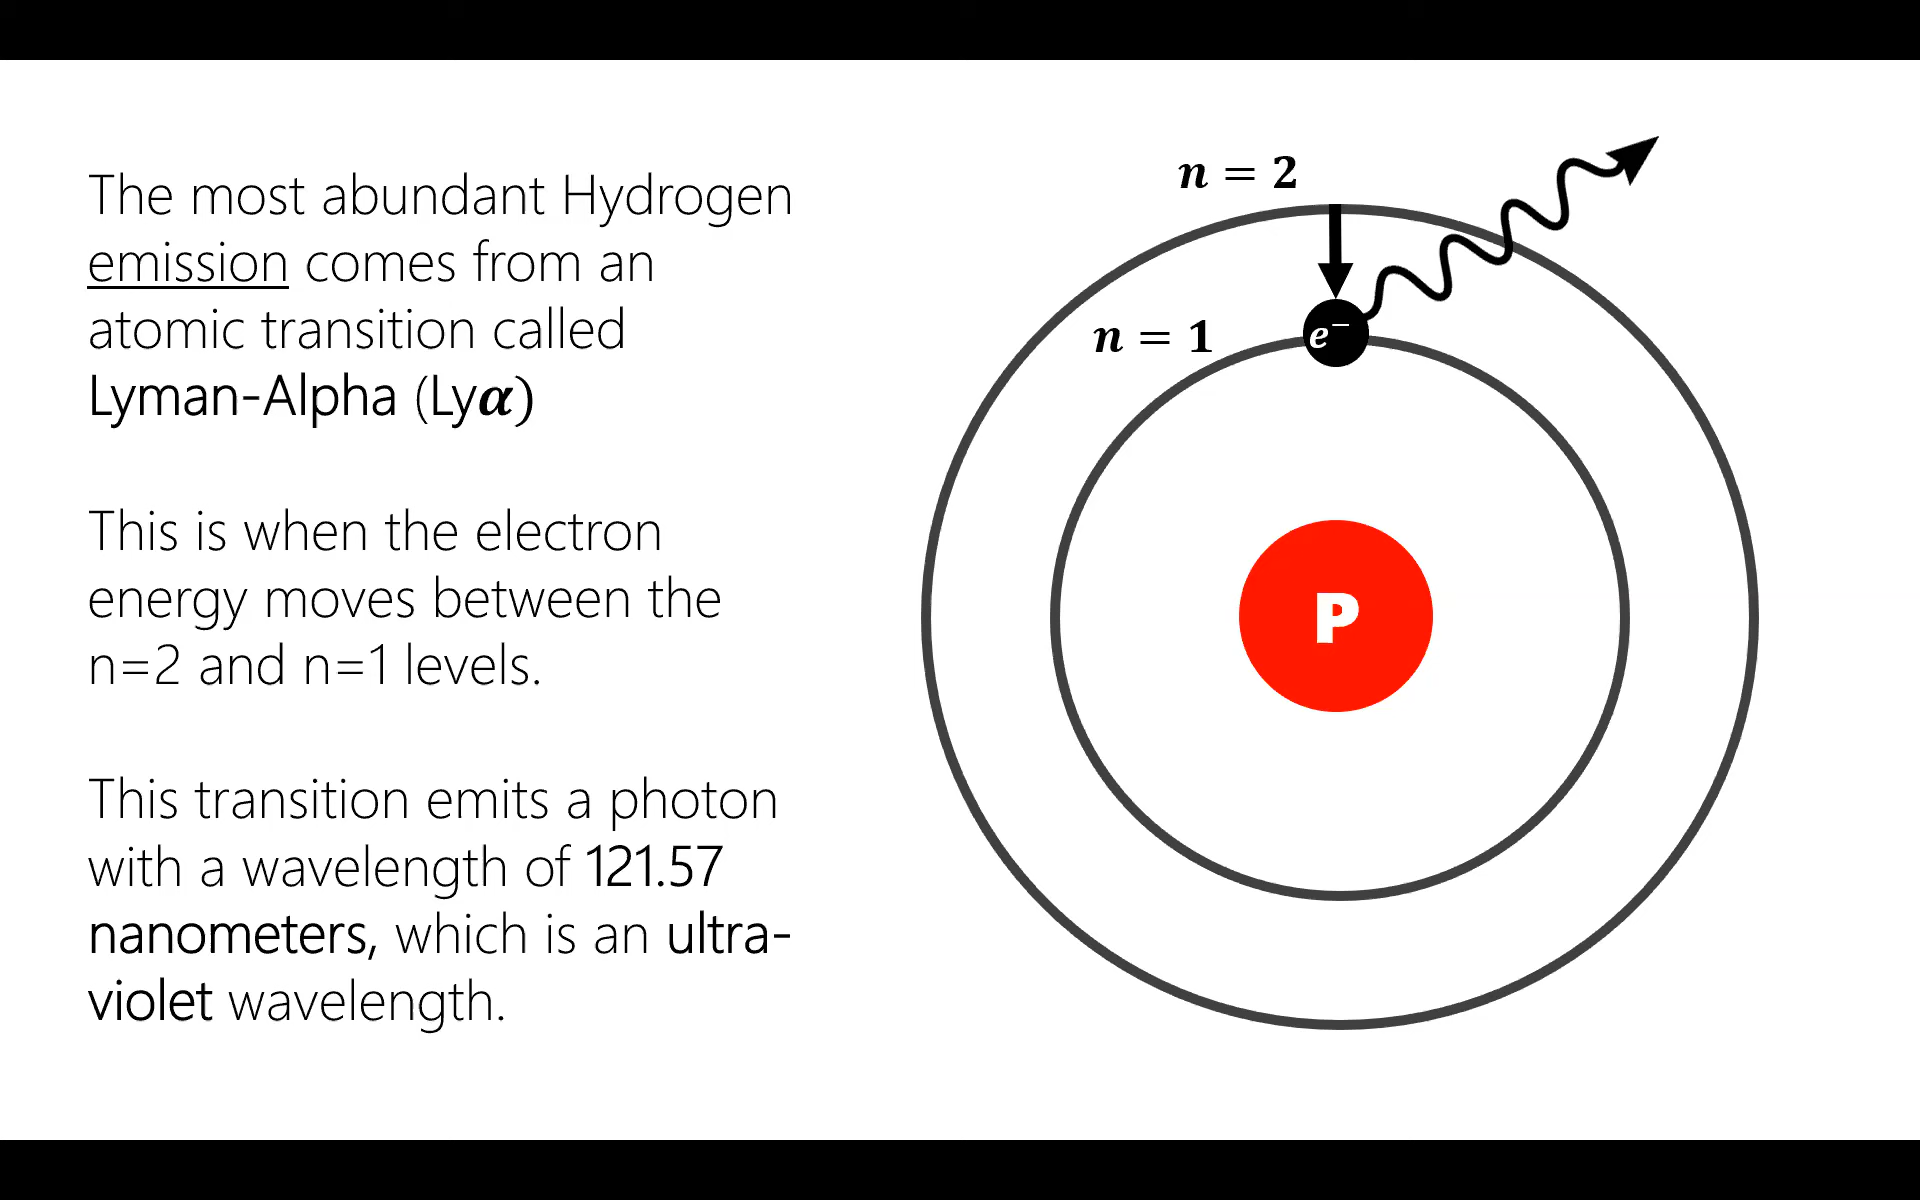 The most abundant Hydrogen
emission comes from an
atomic transition called
Lyman-Alpha (Ly𝜶)
This is when the electron
energy moves between the
n=2 and n=1 levels.
This transition emits a photon
with a wavelength of 121.57
nanometers, which is an ultra-
violet wavelength.
n = 2
n = 1
e⁻
P